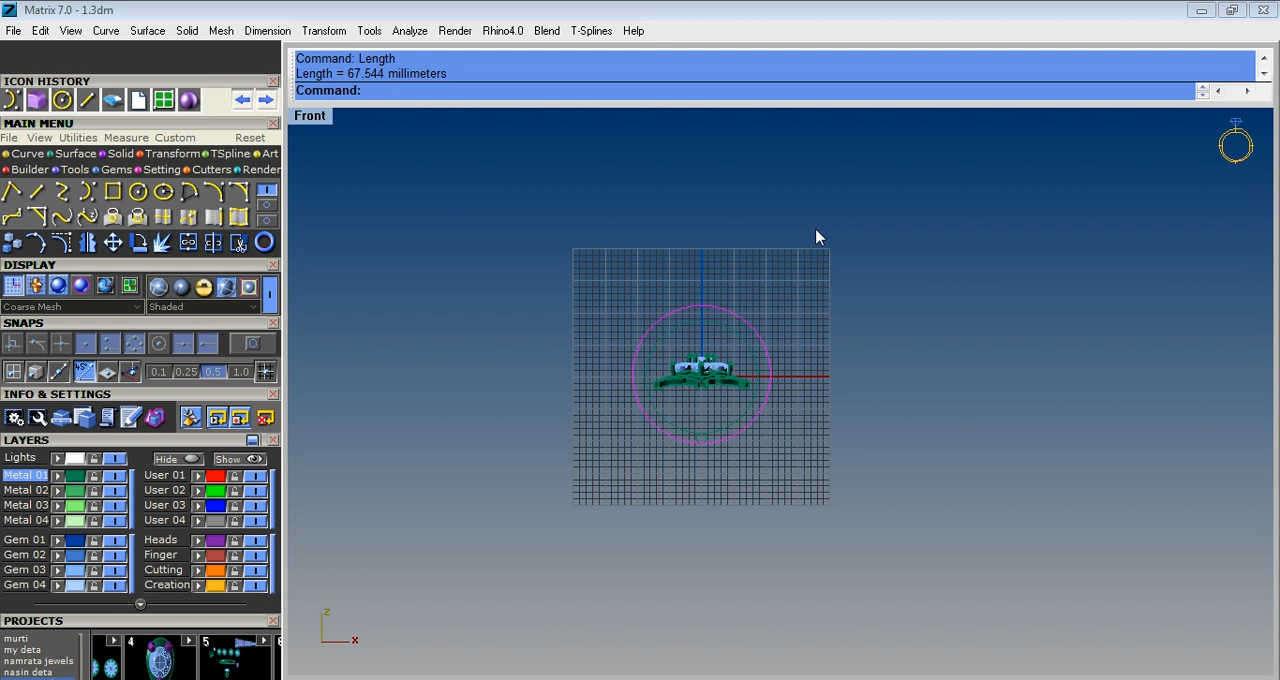 Matrix 7.0 - 1.3dm
File Edit View Curve Surface Solid Mesh Dimension Transform Tools Analyze Render Rhino4.0 Blend T-Splines Help
Command: Length
Length = 67.544 millimeters
Command:
Front
ICON HISTORY
MAIN MENU
File View Utilities Measure Custom Reset
Curve Surface Solid Transform TSpline Art
Builder Tools Gems Setting Cutters Render
DISPLAY
Coarse Mesh Shaded
SNAPS
45°
0.1 0.25 0.5 1.0
INFO & SETTINGS
LAYERS
Lights Hide Show
Metal 01 User 01
Metal 02 User 02
Metal 03 User 03
Metal 04 User 04
Gem 01 Heads
Gem 02 Finger
Gem 03 Cutting
Gem 04 Creation
PROJECTS
murti
my deta
namrata jewels
nasin deta
4 5
z
x